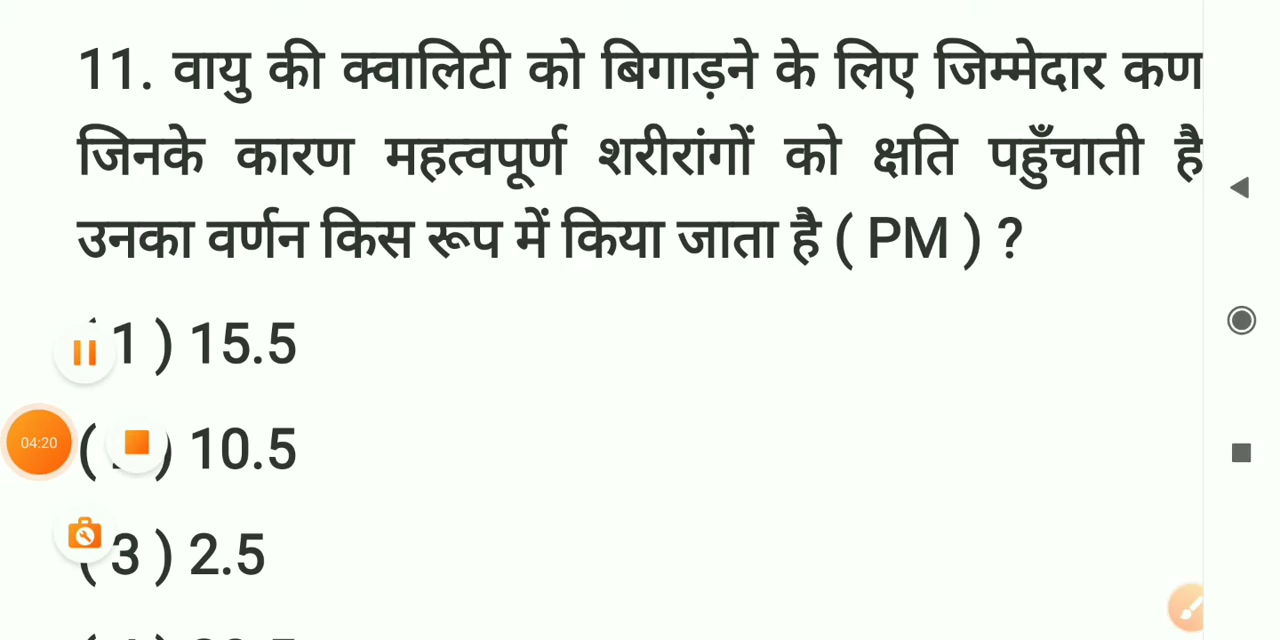 11. वायु की क्वालिटी को बिगाड़ने के लिए जिम्मेदार कण
जिनके कारण महत्वपूर्ण शरीरांगों को क्षति पहुँचाती है
उनका वर्णन किस रूप में किया जाता है ( PM ) ?
1 ) 15.5
04:20
( ) 10.5
( 3 ) 2.5